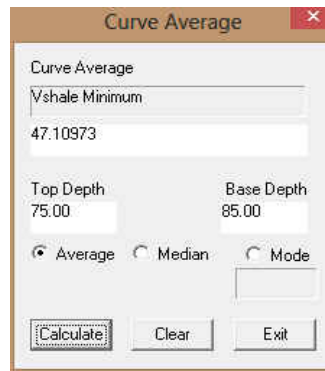 Curve Average
Curve Average
Vshale Minimum
47.10973
Top Depth Base Depth
75.00 85.00
Average Median Mode
Calculate Clear Exit